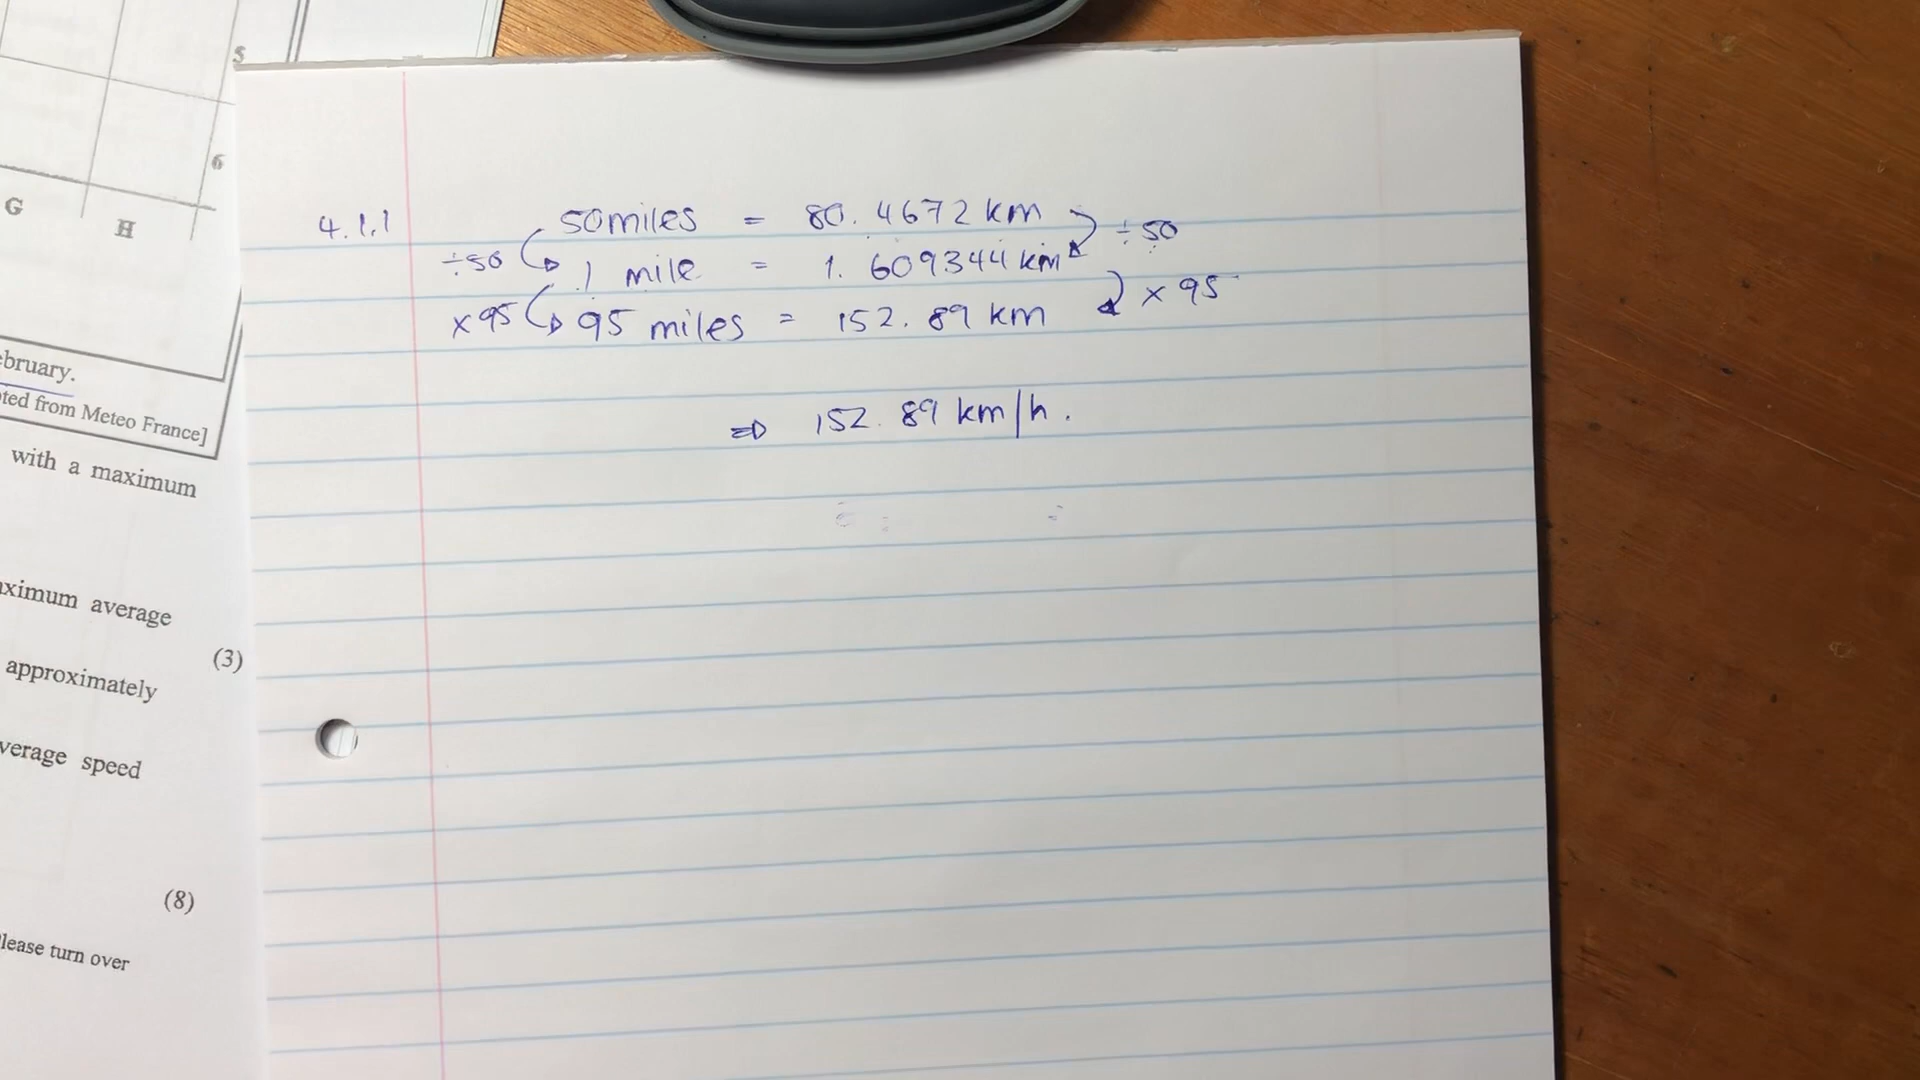 5
6
G H
ebruary.
ted from Meteo France]
with a maximum
ximum average
(3)
approximately
verage speed
(8)
lease turn over
4.1.1 50 miles = 80.4672 km ÷50
÷50 1 mile = 1.609344 km
×95 95 miles = 152.89 km ×95
⇒ 152.89 km/h.